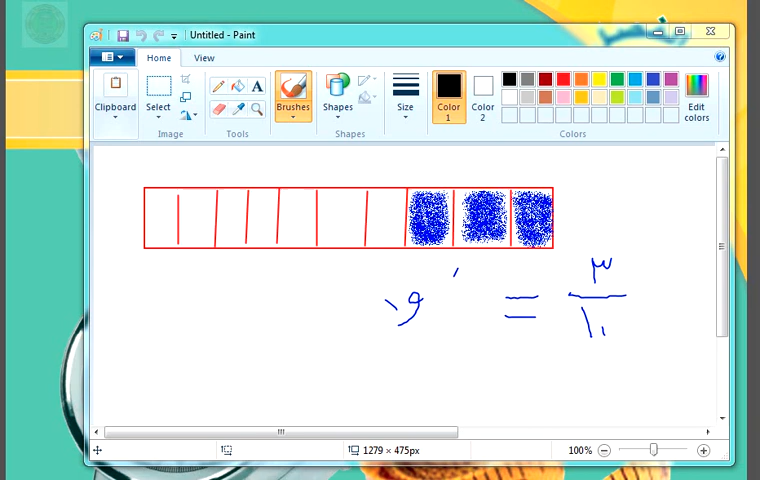 Untitled - Paint
Home View
Clipboard
Select
Image
A
Tools
Brushes
Shapes
Shapes
Size
Color 1
Color 2
Edit colors
Colors
= ٣
١٠
1279 × 475px
100%